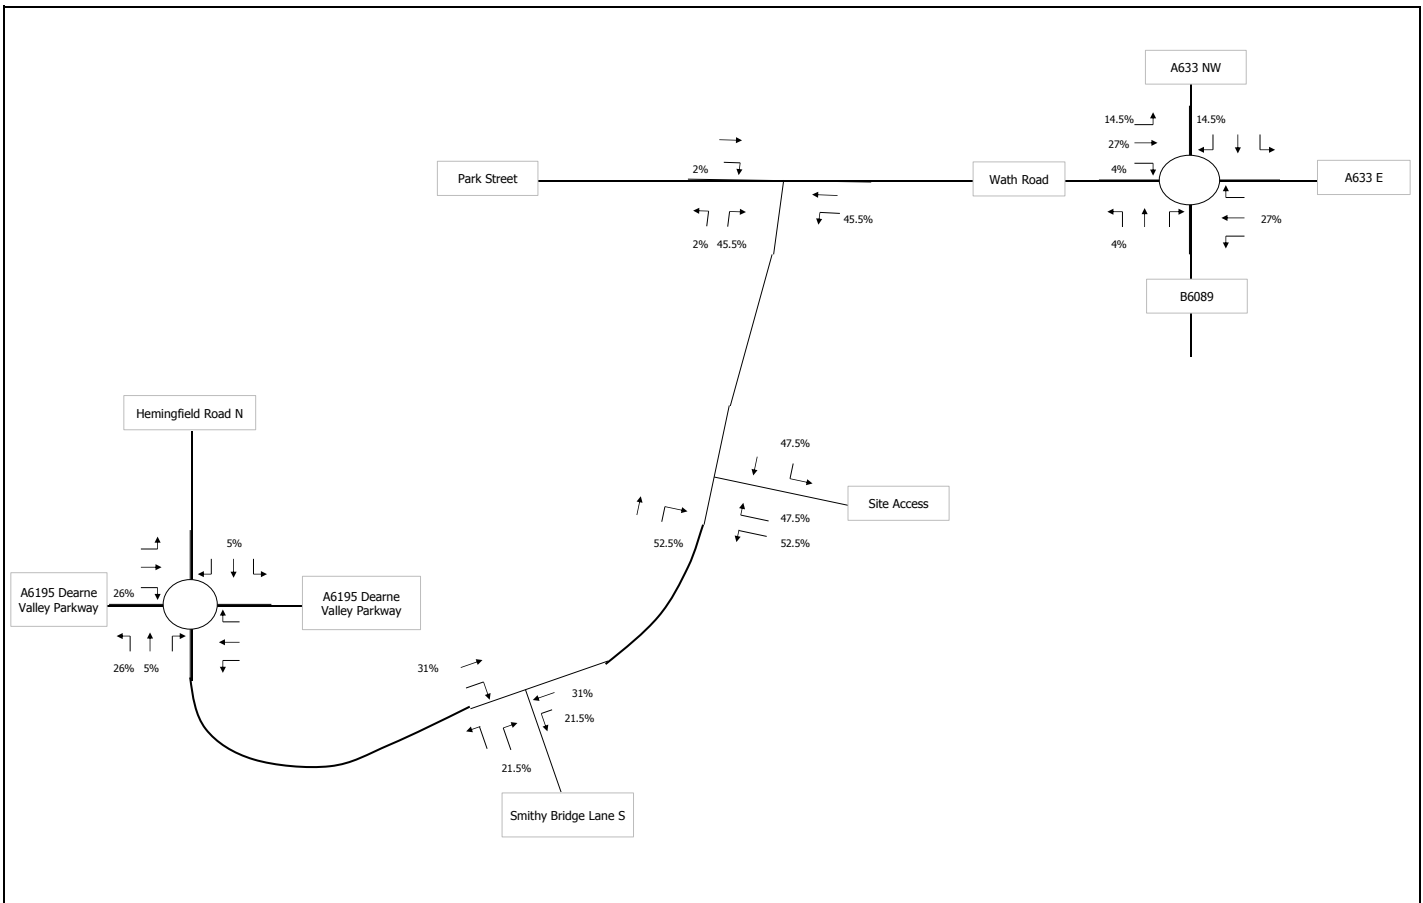 A633 NW
14.5%
14.5%
27%
4%
Park Street
2%
Wath Road
A633 E
45.5%
2% 45.5%
27%
4%
B6089
Hemingfield Road N
47.5%
Site Access
47.5%
52.5%
52.5%
5%
A6195 Dearne
Valley Parkway
26%
A6195 Dearne
Valley Parkway
26% 5%
31%
31%
21.5%
21.5%
Smithy Bridge Lane S